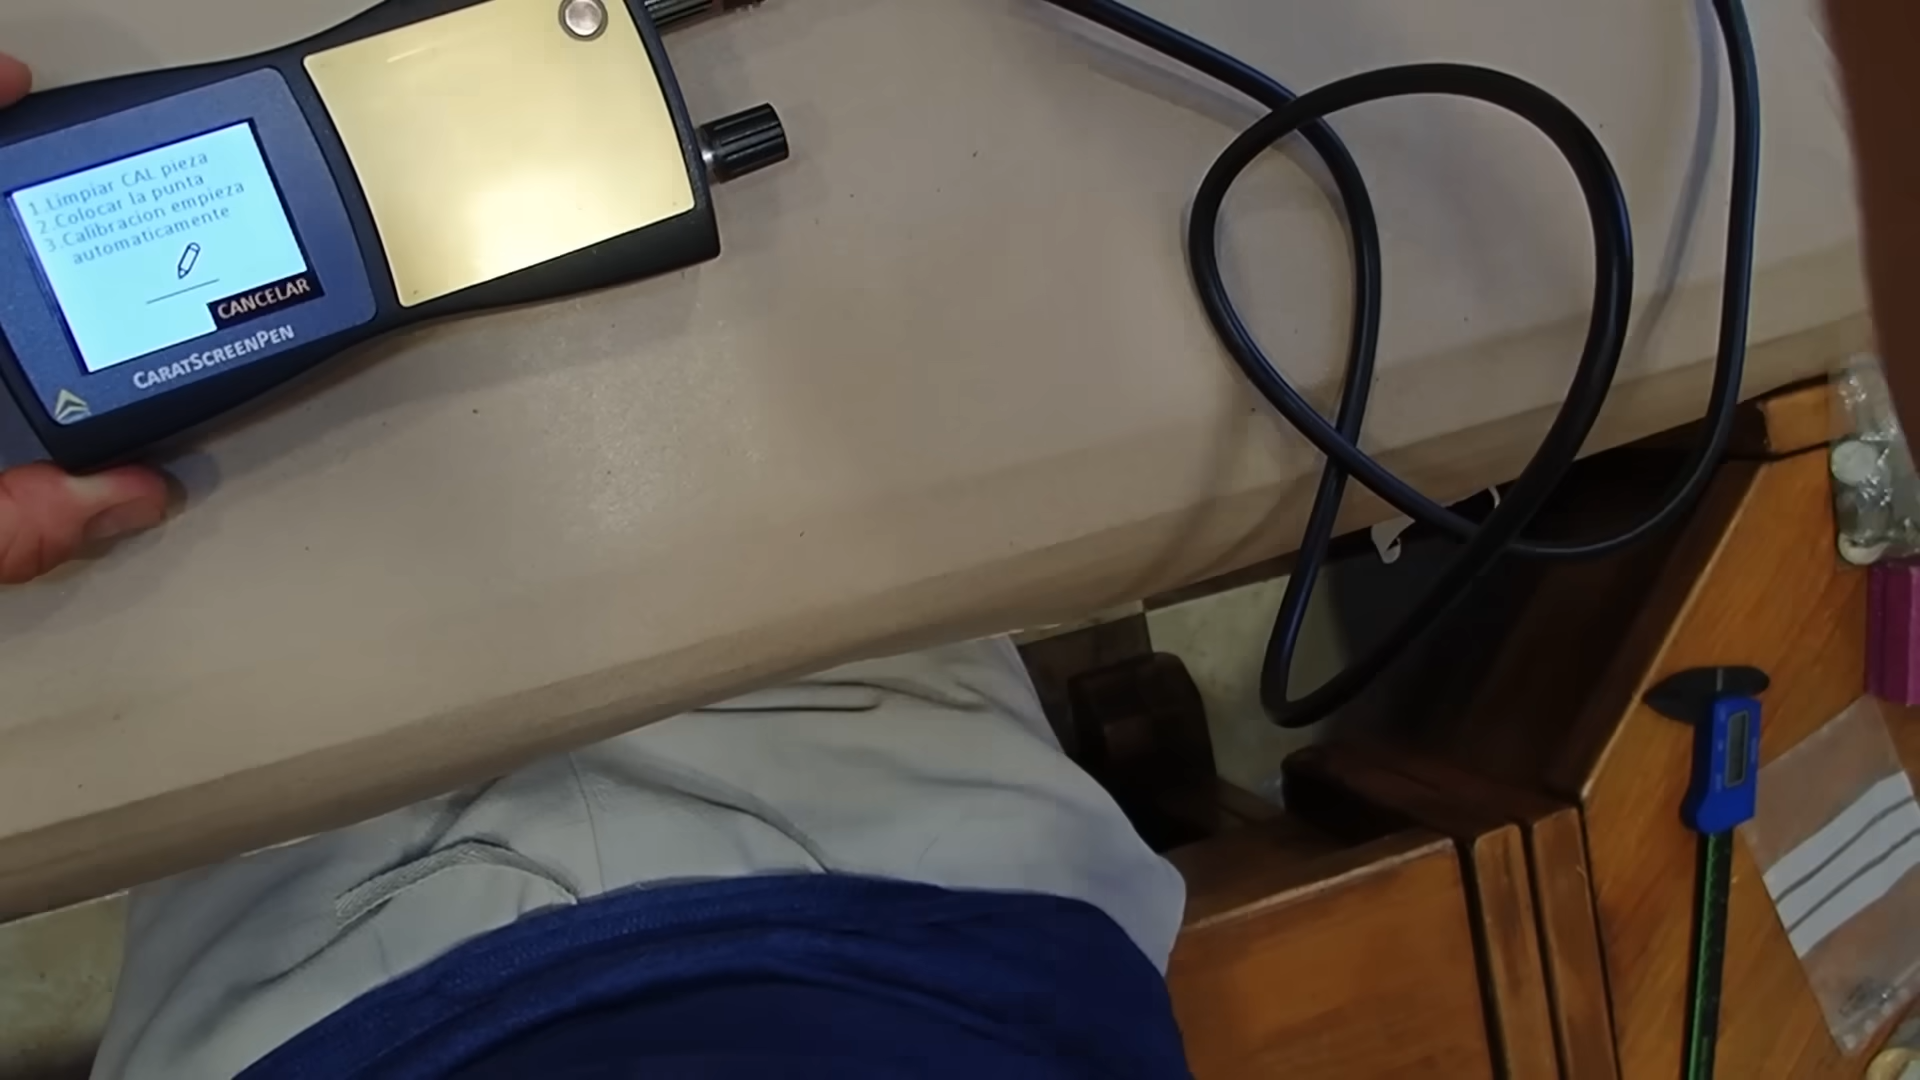 1.Limpiar CAL pieza
2.Colocar la punta
3.Calibracion empieza
automaticamente
CANCELAR
CARATSCREENPEN